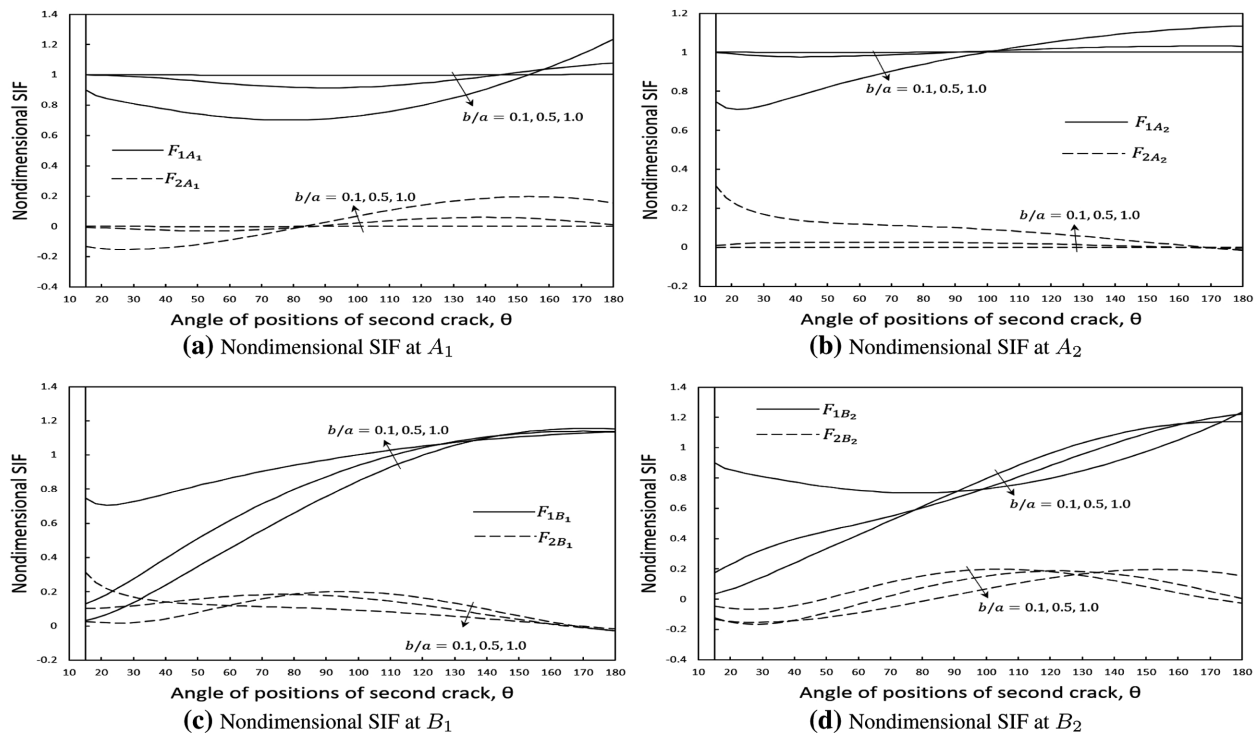 1.4
1.2
1
0.8
0.6
0.4
0.2
0
-0.2
-0.4
Nondimensional SIF
b/a = 0.1, 0.5, 1.0
F₁A₁
F₂A₁
b/a = 0.1, 0.5, 1.0
10 20 30 40 50 60 70 80 90 100 110 120 130 140 150 160 170 180
Angle of positions of second crack, θ
(a) Nondimensional SIF at A₁
1.2
1
0.8
0.6
0.4
0.2
0
-0.2
Nondimensional SIF
b/a = 0.1, 0.5, 1.0
F₁A₂
F₂A₂
b/a = 0.1, 0.5, 1.0
10 20 30 40 50 60 70 80 90 100 110 120 130 140 150 160 170 180
Angle of positions of second crack, θ
(b) Nondimensional SIF at A₂
1.4
1.2
1
0.8
0.6
0.4
0.2
0
-0.2
Nondimensional SIF
b/a = 0.1, 0.5, 1.0
F₁B₁
F₂B₁
b/a = 0.1, 0.5, 1.0
10 20 30 40 50 60 70 80 90 100 110 120 130 140 150 160 170 180
Angle of positions of second crack, θ
(c) Nondimensional SIF at B₁
1.4
1.2
1
0.8
0.6
0.4
0.2
0
-0.2
-0.4
Nondimensional SIF
F₁B₂
F₂B₂
b/a = 0.1, 0.5, 1.0
b/a = 0.1, 0.5, 1.0
10 20 30 40 50 60 70 80 90 100 110 120 130 140 150 160 170 180
Angle of positions of second crack, θ
(d) Nondimensional SIF at B₂